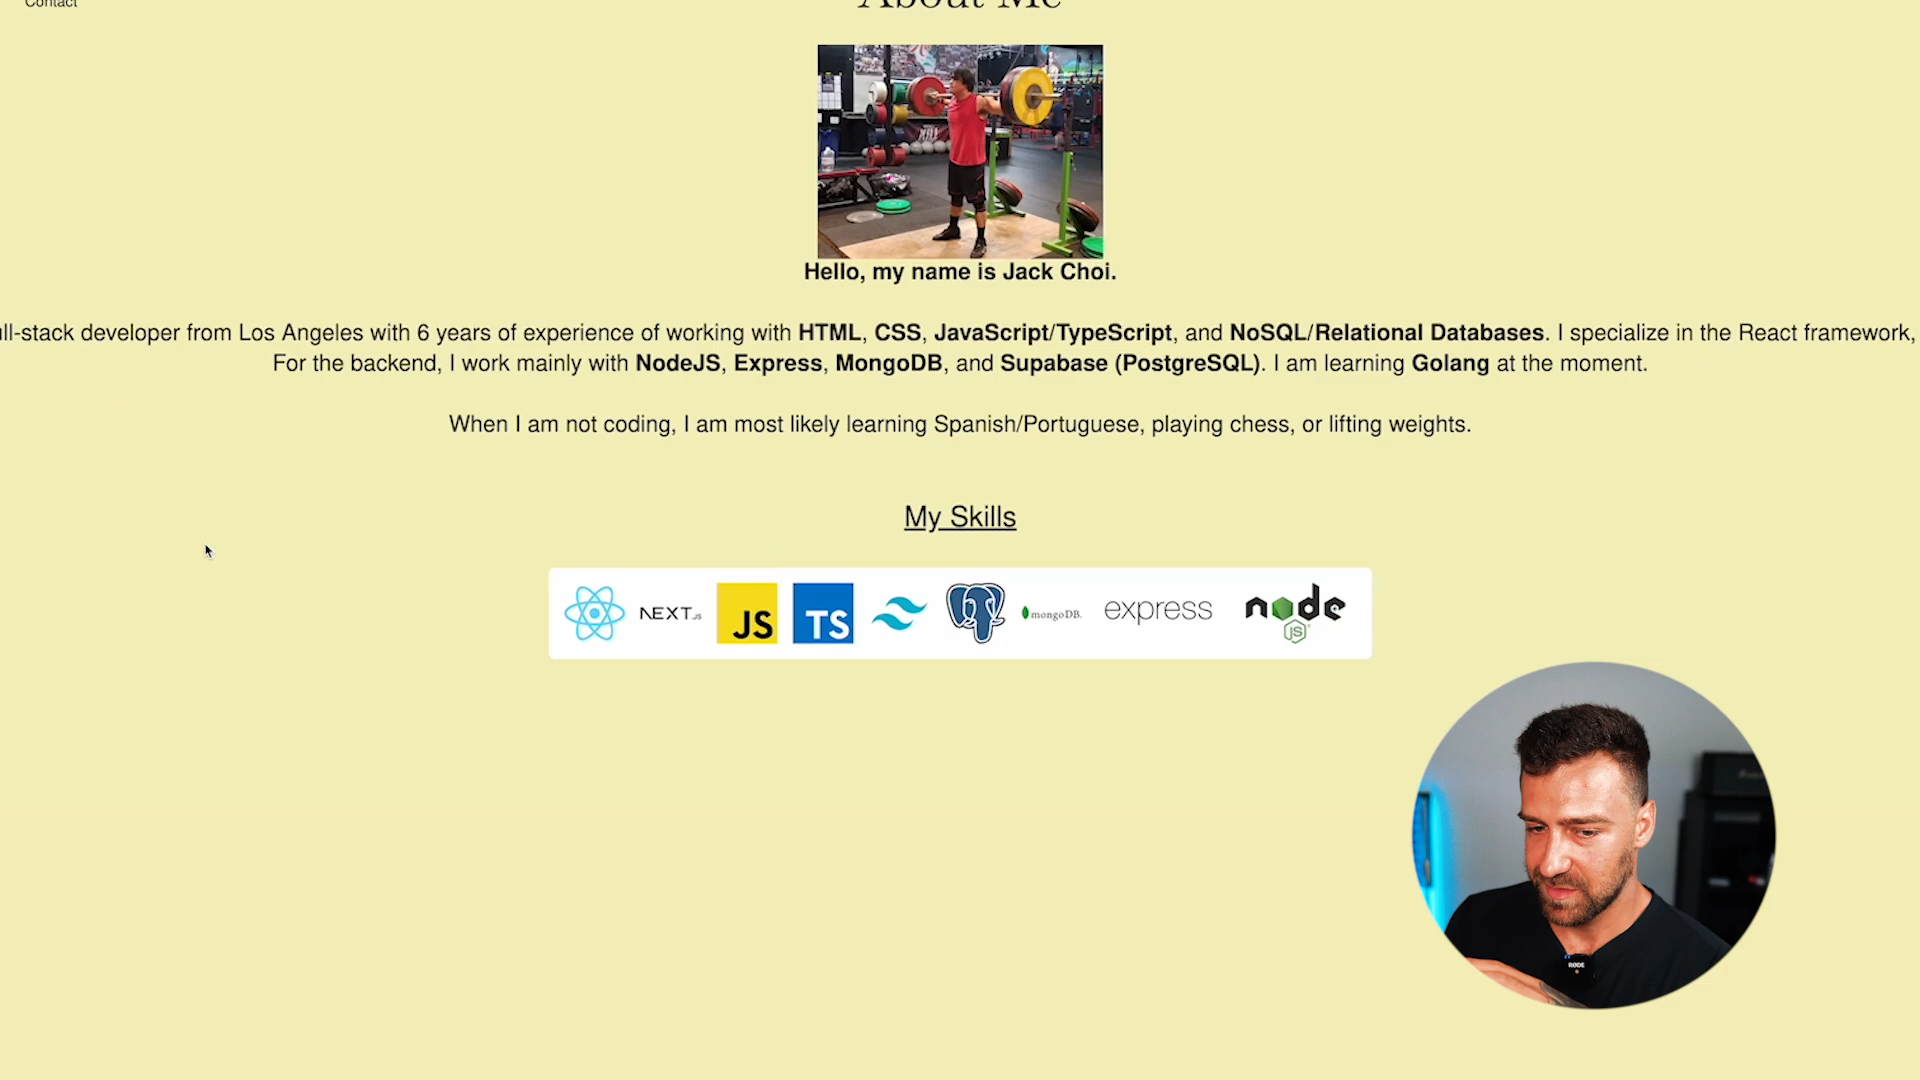 Contact
About Me
Hello, my name is Jack Choi.
ll-stack developer from Los Angeles with 6 years of experience of working with HTML, CSS, JavaScript/TypeScript, and NoSQL/Relational Databases. I specialize in the React framework,
For the backend, I work mainly with NodeJS, Express, MongoDB, and Supabase (PostgreSQL). I am learning Golang at the moment.
When I am not coding, I am most likely learning Spanish/Portuguese, playing chess, or lifting weights.
My Skills
NEXT.JS JS TS mongoDB. express node JS
RØDE